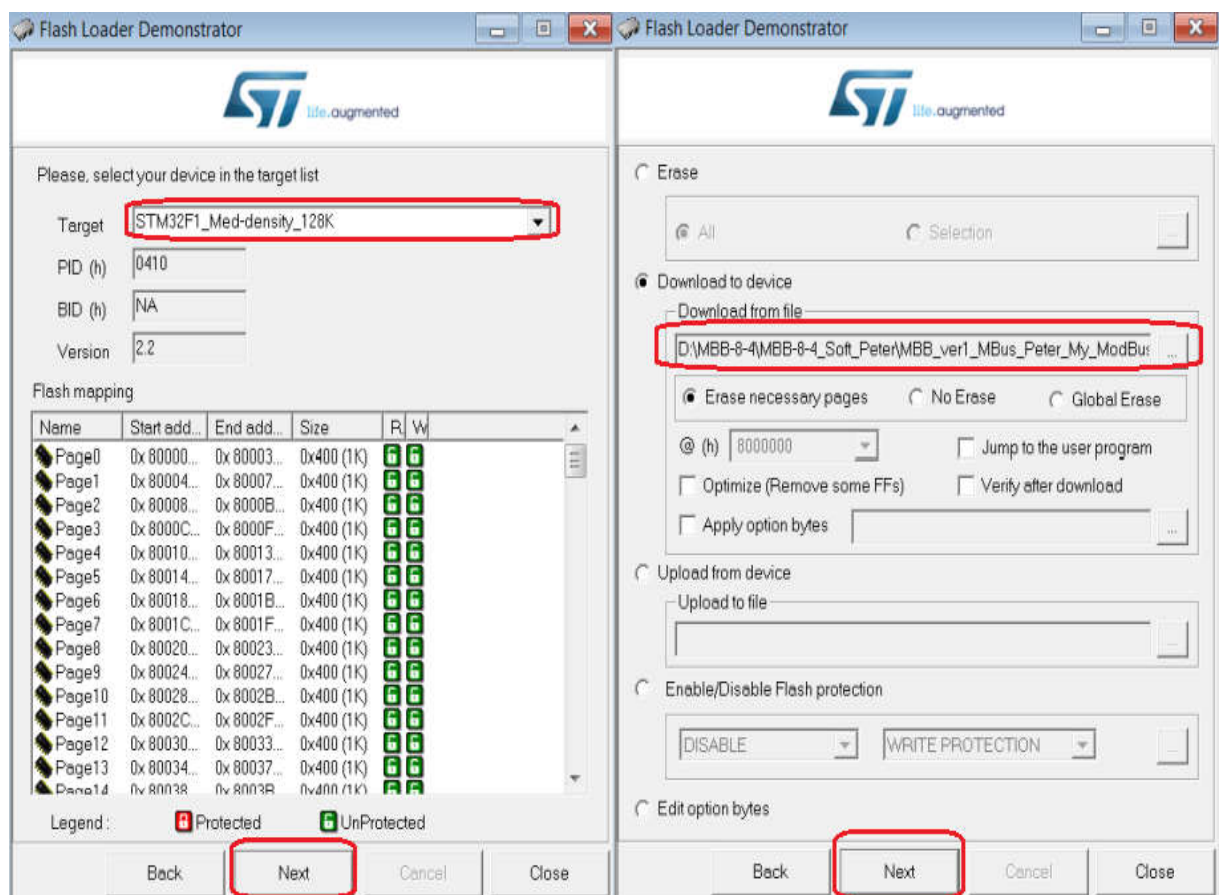 Flash Loader Demonstrator
ST life.augmented
Please, select your device in the target list
Target STM32F1_Med-density_128K
PID (h) 0410
BID (h) NA
Version 2.2
Flash mapping
Name Start add... End add... Size R. W
Page0 0x 80000... 0x 80003... 0x400 (1K)
Page1 0x 80004... 0x 80007... 0x400 (1K)
Page2 0x 80008... 0x 8000B... 0x400 (1K)
Page3 0x 8000C... 0x 8000F... 0x400 (1K)
Page4 0x 80010... 0x 80013... 0x400 (1K)
Page5 0x 80014... 0x 80017... 0x400 (1K)
Page6 0x 80018... 0x 8001B... 0x400 (1K)
Page7 0x 8001C... 0x 8001F... 0x400 (1K)
Page8 0x 80020... 0x 80023... 0x400 (1K)
Page9 0x 80024... 0x 80027... 0x400 (1K)
Page10 0x 80028... 0x 8002B... 0x400 (1K)
Page11 0x 8002C... 0x 8002F... 0x400 (1K)
Page12 0x 80030... 0x 80033... 0x400 (1K)
Page13 0x 80034... 0x 80037... 0x400 (1K)
Page14 0x 80038... 0x 8003B... 0x400 (1K)
Legend : Protected UnProtected
Back Next Cancel Close
Flash Loader Demonstrator
ST life.augmented
Erase
All Selection ...
Download to device
Download from file
D:\MBB-8-4\MBB-8-4_Soft_Peter\MBB_ver1_MBus_Peter_My_ModBus ...
Erase necessary pages No Erase Global Erase
@ (h) 8000000 Jump to the user program
Optimize (Remove some FFs) Verify after download
Apply option bytes ...
Upload from device
Upload to file
...
Enable/Disable Flash protection
DISABLE WRITE PROTECTION ...
Edit option bytes
Back Next Cancel Close